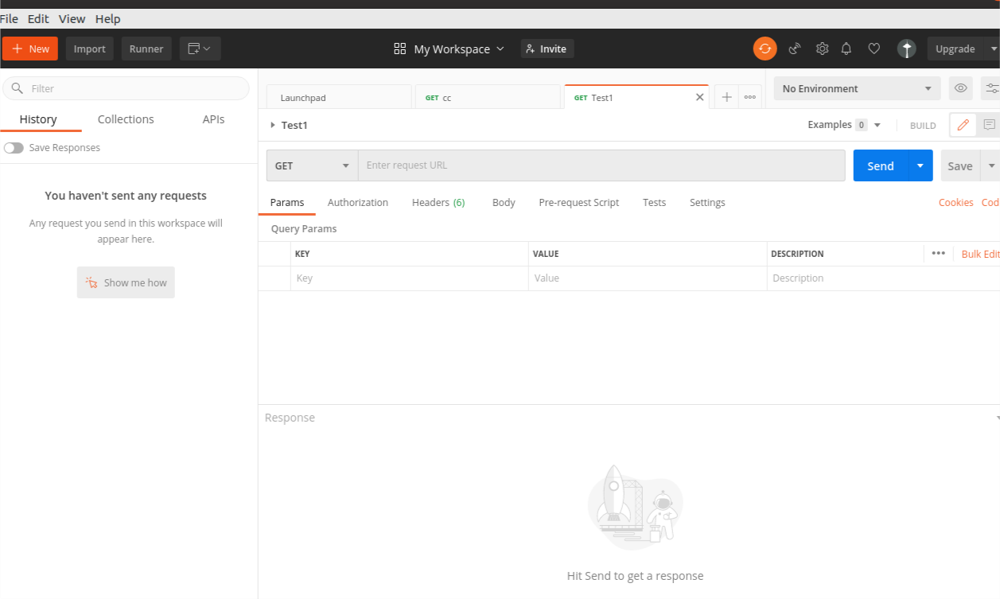 File Edit View Help
+ New Import Runner My Workspace Invite Upgrade
Filter
History Collections APIs
Save Responses
You haven't sent any requests
Any request you send in this workspace will
appear here.
Show me how
Launchpad GET cc GET Test1 No Environment
Test1 Examples 0 BUILD
GET Enter request URL Send Save
Params Authorization Headers (6) Body Pre-request Script Tests Settings Cookies Cod
Query Params
KEY VALUE DESCRIPTION Bulk Edit
Key Value Description
Response
Hit Send to get a response